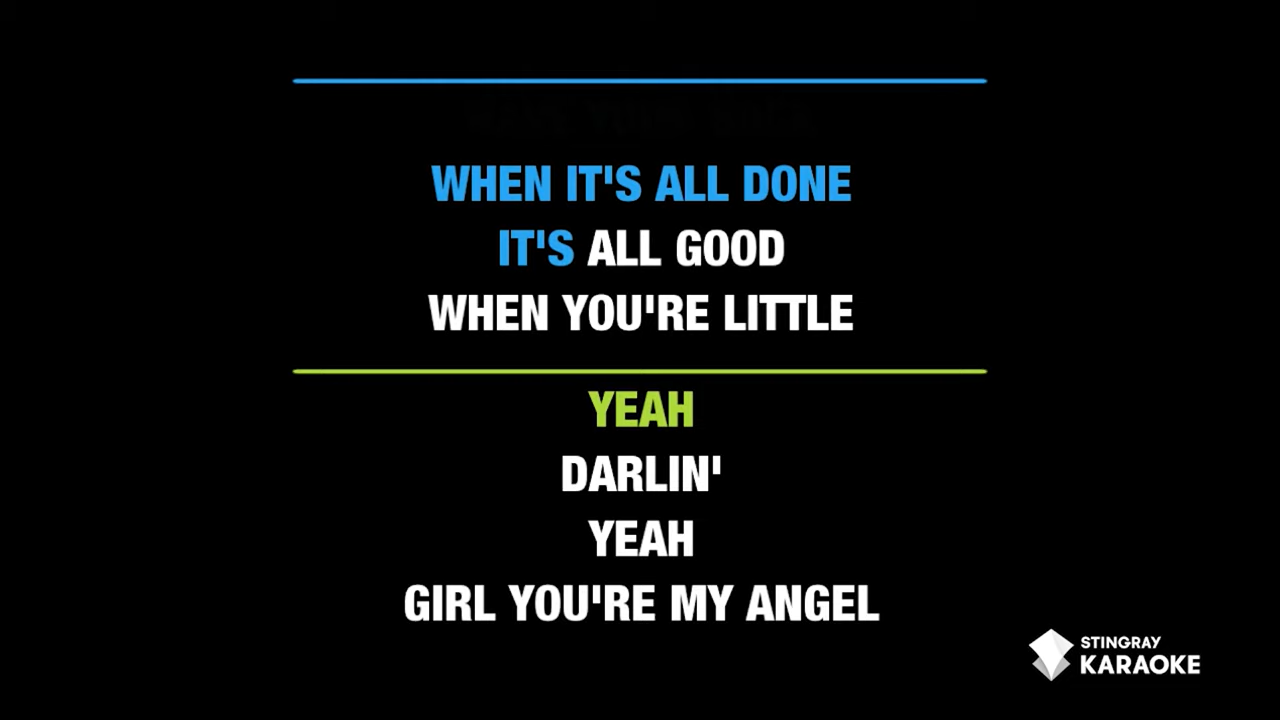 WHEN IT'S ALL DONE
IT'S ALL GOOD
WHEN YOU'RE LITTLE
YEAH
DARLIN'
YEAH
GIRL YOU'RE MY ANGEL
STINGRAY
KARAOKE